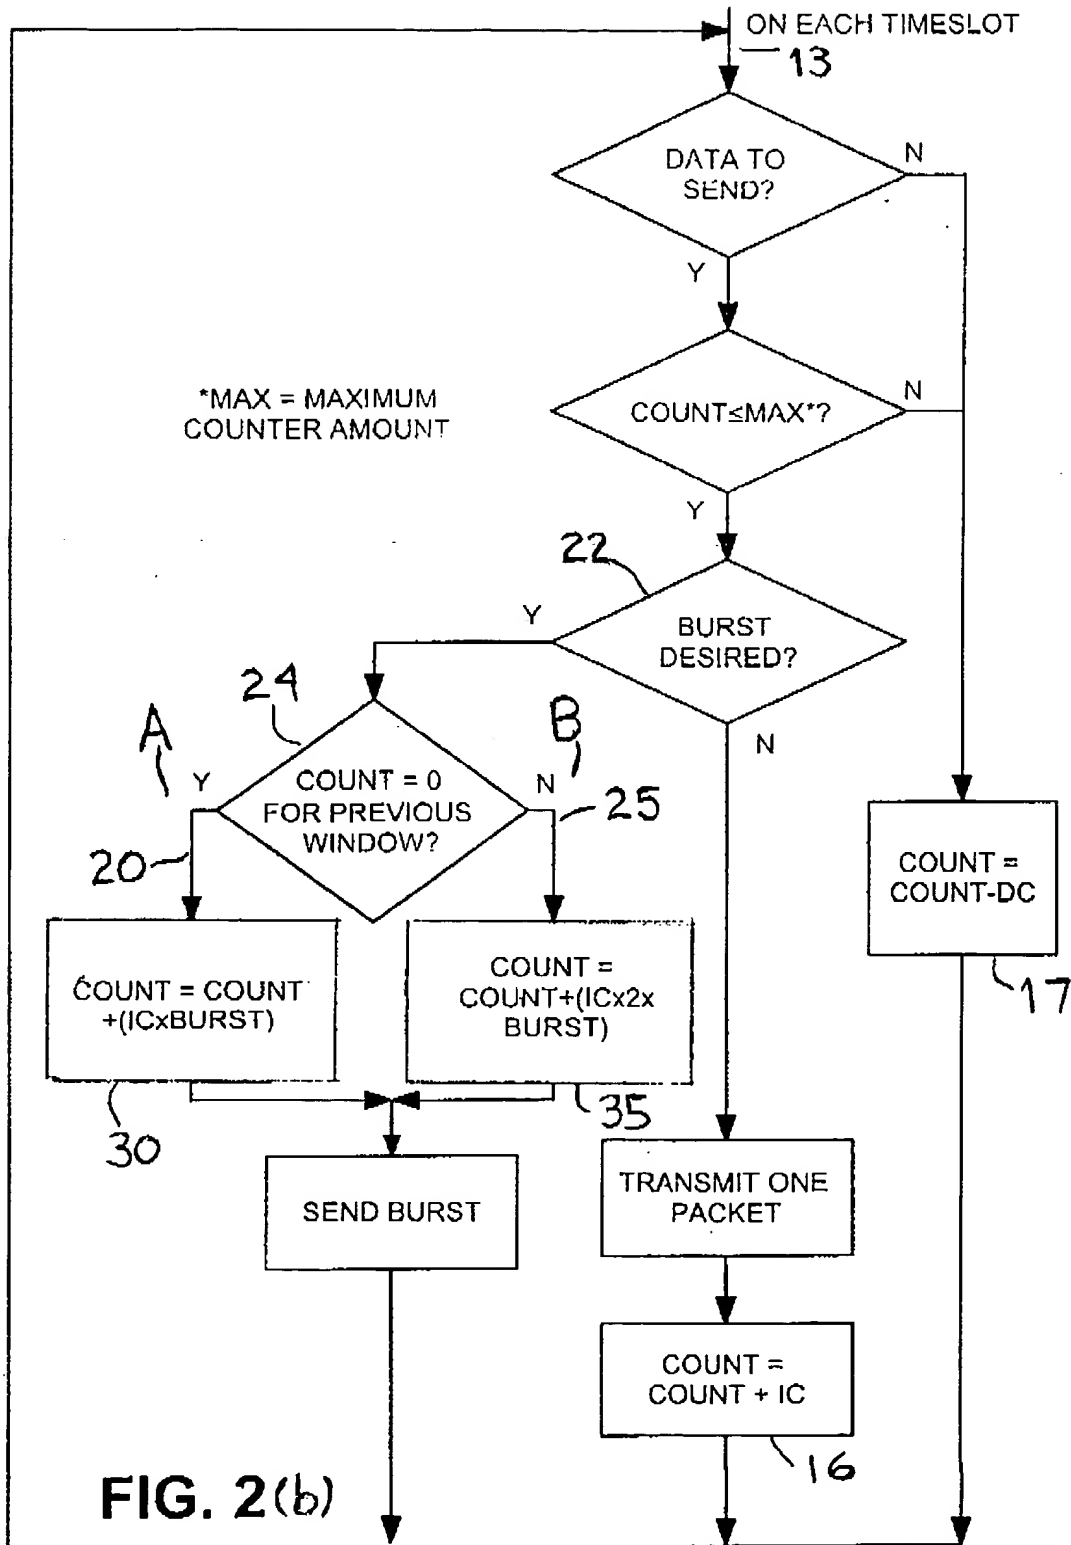 ON EACH TIMESLOT
13
DATA TO
SEND?
N
Y
*MAX = MAXIMUM
COUNTER AMOUNT
COUNT≤MAX*?
N
Y
22
Y
BURST
DESIRED?
N
24
A
Y
COUNT = 0
FOR PREVIOUS
WINDOW?
B
N
25
20
COUNT =
COUNT-DC
17
COUNT = COUNT
+(ICxBURST)
30
COUNT =
COUNT+(ICx2x
BURST)
35
SEND BURST
TRANSMIT ONE
PACKET
COUNT =
COUNT + IC
16
FIG. 2(b)